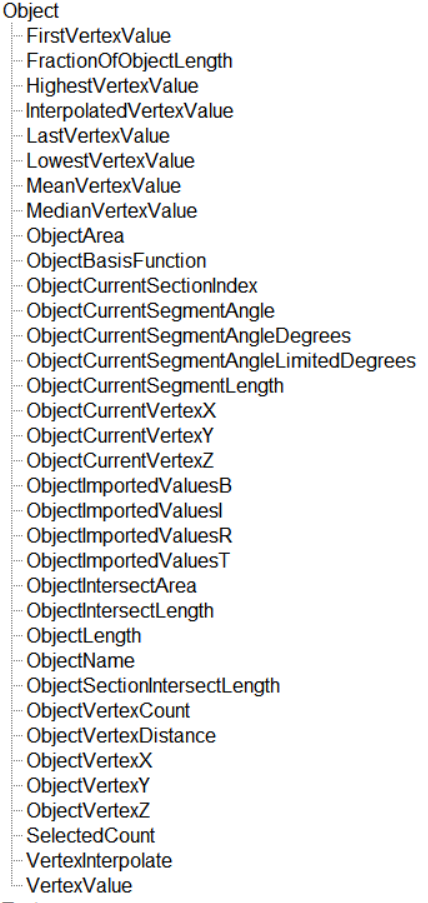 Object
FirstVertexValue
FractionOfObjectLength
HighestVertexValue
InterpolatedVertexValue
LastVertexValue
LowestVertexValue
MeanVertexValue
MedianVertexValue
ObjectArea
ObjectBasisFunction
ObjectCurrentSectionIndex
ObjectCurrentSegmentAngle
ObjectCurrentSegmentAngleDegrees
ObjectCurrentSegmentAngleLimitedDegrees
ObjectCurrentSegmentLength
ObjectCurrentVertexX
ObjectCurrentVertexY
ObjectCurrentVertexZ
ObjectImportedValuesB
ObjectImportedValuesI
ObjectImportedValuesR
ObjectImportedValuesT
ObjectIntersectArea
ObjectIntersectLength
ObjectLength
ObjectName
ObjectSectionIntersectLength
ObjectVertexCount
ObjectVertexDistance
ObjectVertexX
ObjectVertexY
ObjectVertexZ
SelectedCount
VertexInterpolate
VertexValue